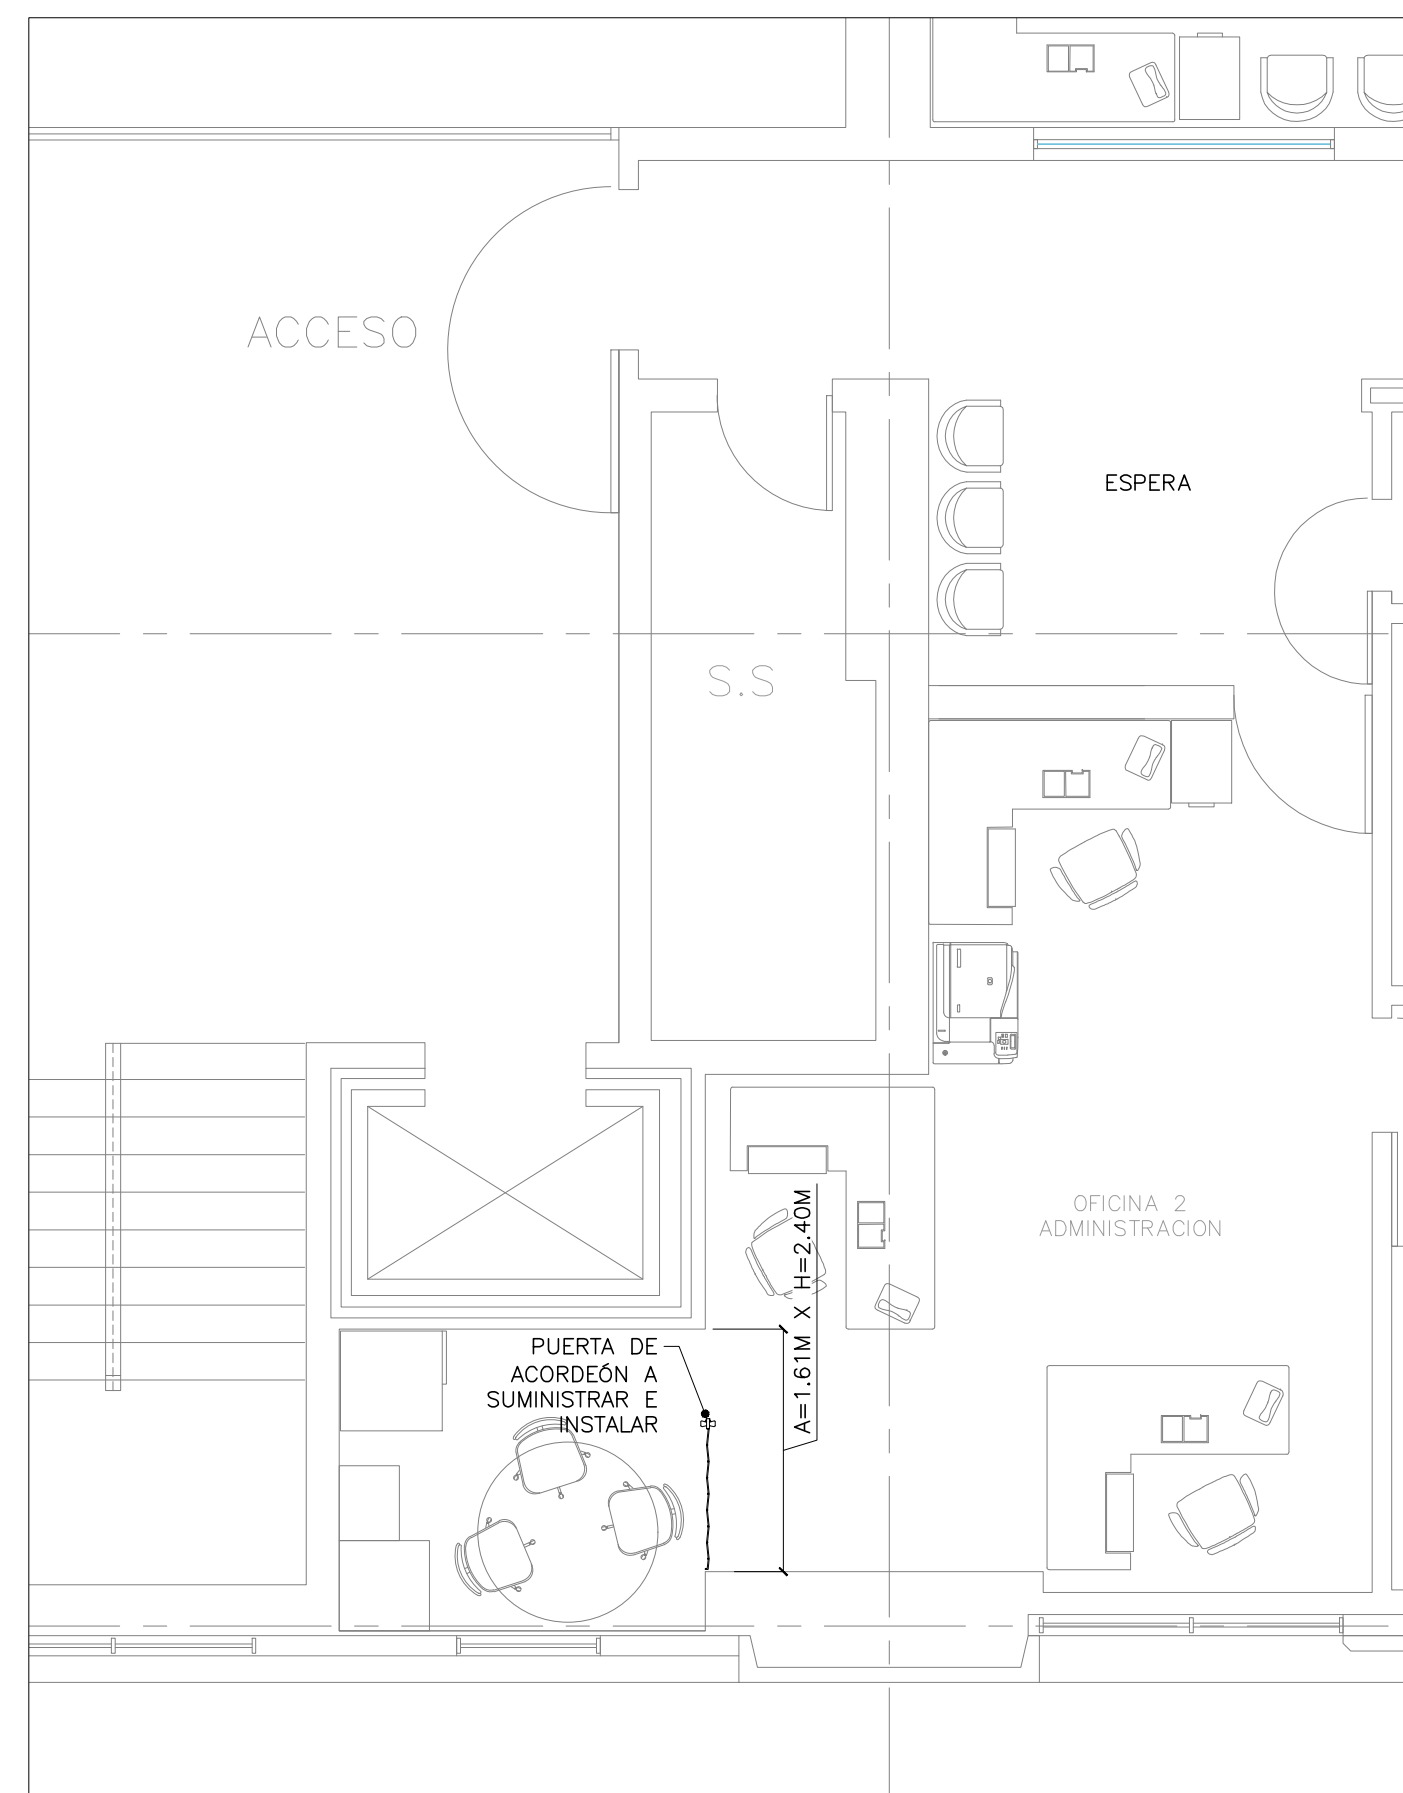 ACCESO
ESPERA
S.S
OFICINA 2
ADMINISTRACION
A=1.61M X H=2.40M
PUERTA DE
ACORDEÓN A
SUMINISTRAR E
INSTALAR